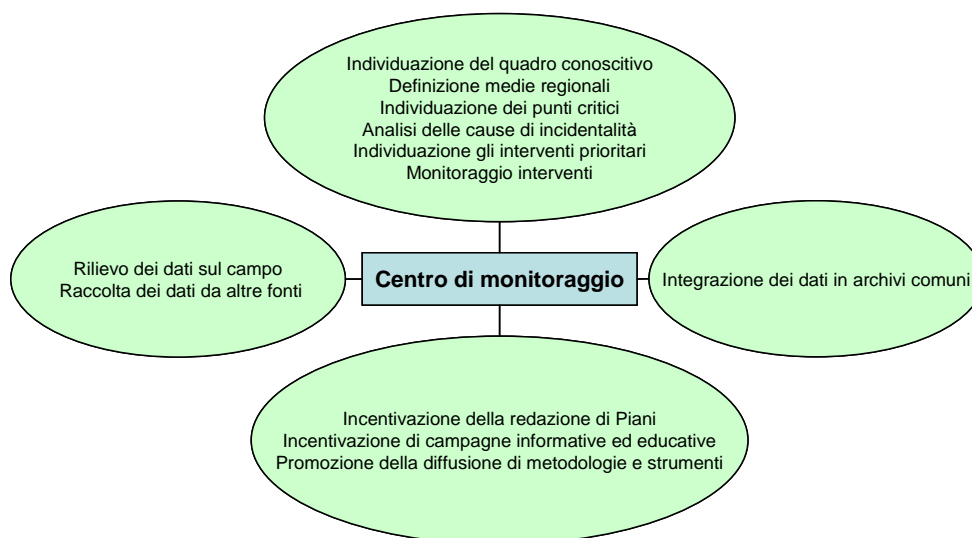 Individuazione del quadro conoscitivo
Definizione medie regionali
Individuazione dei punti critici
Analisi delle cause di incidentalità
Individuazione gli interventi prioritari
Monitoraggio interventi
Rilievo dei dati sul campo
Raccolta dei dati da altre fonti
Centro di monitoraggio
Integrazione dei dati in archivi comuni
Incentivazione della redazione di Piani
Incentivazione di campagne informative ed educative
Promozione della diffusione di metodologie e strumenti